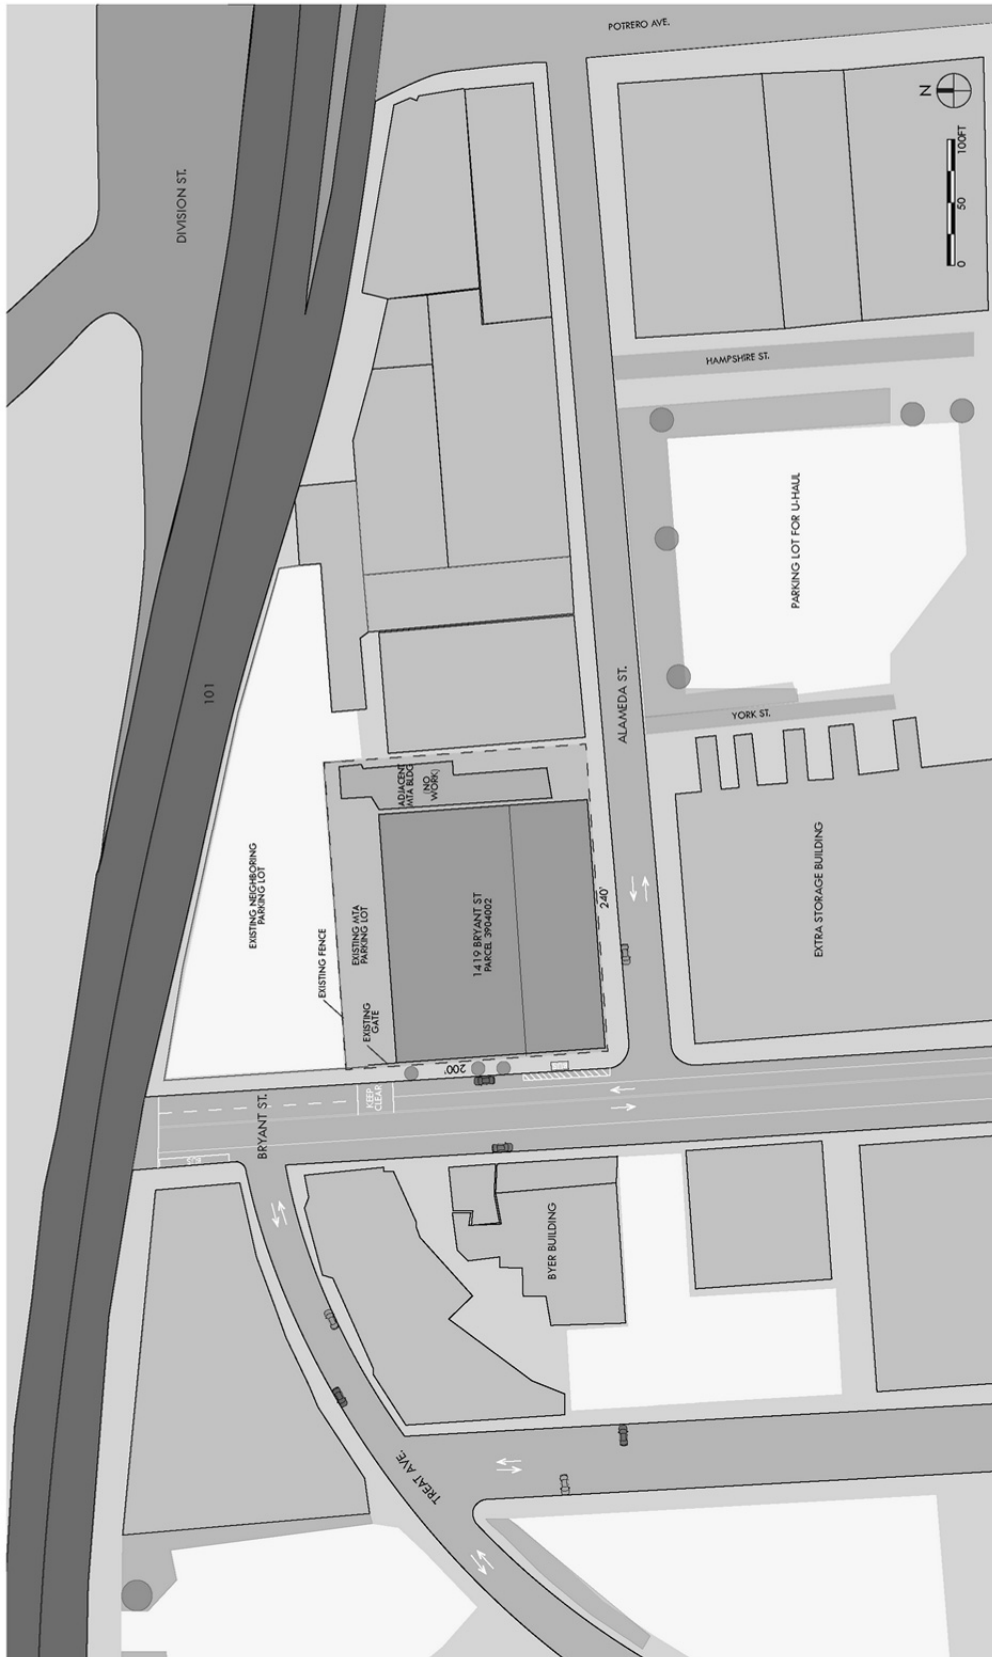 POTRERO AVE.
N
100FT
50
0
DIVISION ST.
HAMPSHIRE ST.
PARKING LOT FOR U-HAUL
101
ALAMEDA ST.
YORK ST.
ADJACENT
MTA BLDG
(NO
WORK)
EXISTING NEIGHBORING
PARKING LOT
EXISTING FENCE
EXISTING MTA
PARKING LOT
EXISTING
GATE
1419 BRYANT ST
PARCEL 3904002
240'
200'
EXTRA STORAGE BUILDING
KEEP
CLEAR
BRYANT ST.
BUS
BYER BUILDING
TREAT AVE.